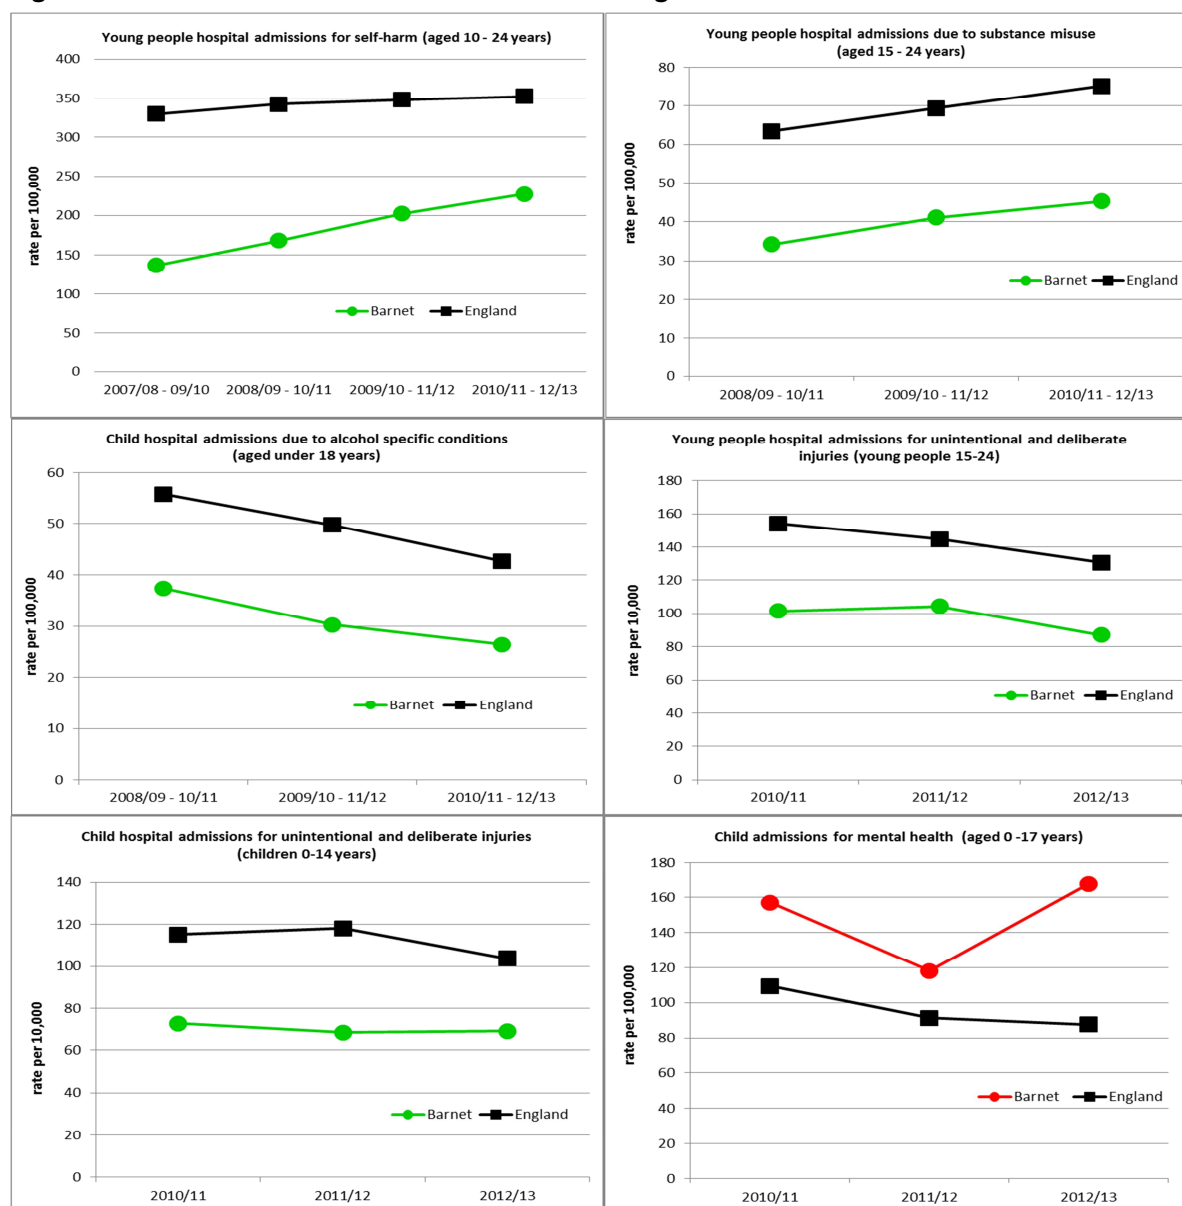 Young people hospital admissions for self-harm (aged 10 - 24 years)
400
350
300
250
200
150
100
50
0
rate per 100,000
Barnet England
2007/08 - 09/10 2008/09 - 10/11 2009/10 - 11/12 2010/11 - 12/13
Young people hospital admissions due to substance misuse
(aged 15 - 24 years)
80
70
60
50
40
30
20
10
0
rate per 100,000
Barnet England
2008/09 - 10/11 2009/10 - 11/12 2010/11 - 12/13
Child hospital admissions due to alcohol specific conditions
(aged under 18 years)
60
50
40
30
20
10
0
rate per 100,000
Barnet England
2008/09 - 10/11 2009/10 - 11/12 2010/11 - 12/13
Young people hospital admissions for unintentional and deliberate
injuries (young people 15-24)
180
160
140
120
100
80
60
40
20
0
rate per 10,000
Barnet England
2010/11 2011/12 2012/13
Child hospital admissions for unintentional and deliberate injuries
(children 0-14 years)
140
120
100
80
60
40
20
0
rate per 10,000
Barnet England
2010/11 2011/12 2012/13
Child admissions for mental health (aged 0 -17 years)
180
160
140
120
100
80
60
40
20
0
rate per 100,000
Barnet England
2010/11 2011/12 2012/13